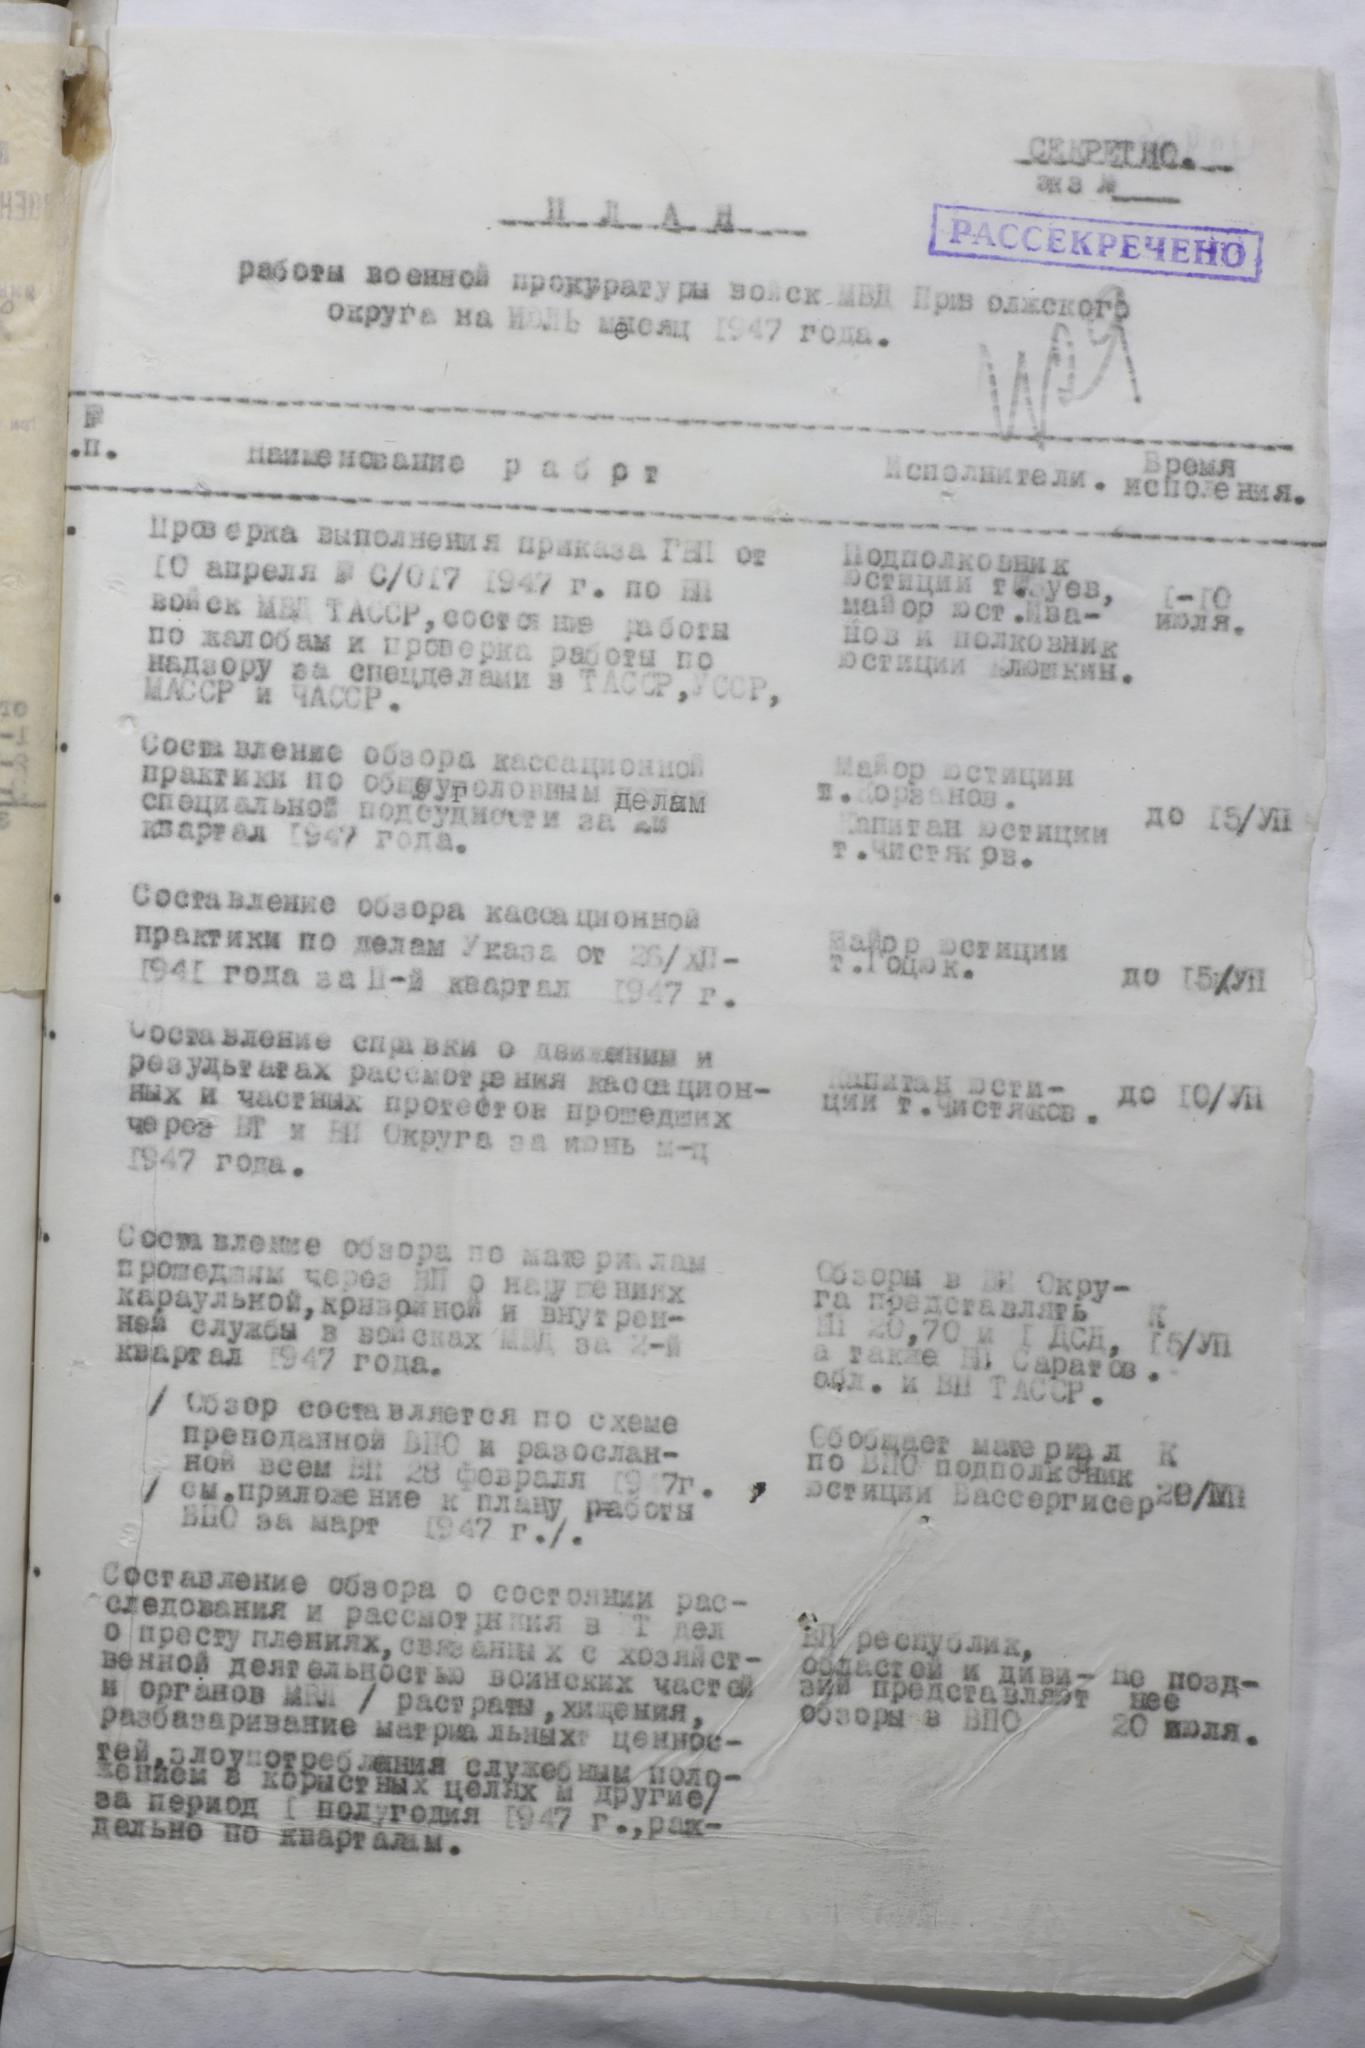 СЕКРЕТНО.
экз №
РАССЕКРЕЧЕНО
П Л А Н
работы военной прокуратуры войск МВД Приволжского
округа на ИЮЛЬ месяц 1947 года.
№
.п.
Наименование р а б о т
Исполнители.
Время
исполения.
Проверка выполнения приказа ГВП от
10 апреля № С/017 1947 г. по ВП
войск МВД ТАССР, состояние работы
по жалобам и проверка работы по
надзору за спецделами в ТАССР, УССР,
МАССР и ЧАССР.
Подполковник
юстиции т.Зуев,
майор юст.Ива-
нов и полковник
юстиции Клюшкин.
1-10
июля.
Составление обзора кассационной
практики по общеуголовным делам
специальной подсудности за
квартал 1947 года.
Майор юстиции
т.Корзанов.
Капитан юстиции
т.Чистяков.
до 15/УП
Составление обзора кассационной
практики по делам Указа от 26/ХП-
1941 года за П-й квартал 1947 г.
Майор юстиции
т.Гоцюк.
до 15/УП
Составление справки о движении и
результатах рассмотрения кассацион-
ных и частных протестов прошедших
через ВТ и ВП Округа за июнь м-ц
1947 года.
Капитан юсти-
ции т.Чистяков.
до 10/УП
Составление обзора по материалам
прошедшим через ВП о нарушениях
караульной, конвойной и внутрен-
ней службы в войсках МВД за 2-й
квартал 1947 года.
Обзоры в ВП Окру-
га представлять
ВП 20,70 и 1 ДСД,
а также ВП Саратов.
обл. и ВП ТАССР.
К
15/УП
/ Обзор составляется по схеме
преподанной ВПО и разослан-
ной всем ВП 28 февраля 1947г.
/ см.приложение к плану работы
ВПО за март 1947 г./.
Обобщает материал
по ВПО подполковник
юстиции Вассергисер
К
20/УП
Составление обзора о состоянии рас-
следования и рассмотрения в ВТ дел
о преступлениях, связанных с хозяйст-
венной деятельностью воинских частей
и органов МВД / растраты, хищения,
разбазаривание матриальных ценнос-
тей, злоупотребления служебным поло-
жением в корыстных целях и другие/
за период 1 полугодия 1947 г., раз-
дельно по кварталам.
ВП республик,
областей и диви-
зий представляют
обзоры в ВПО
Не позд-
нее
20 июля.